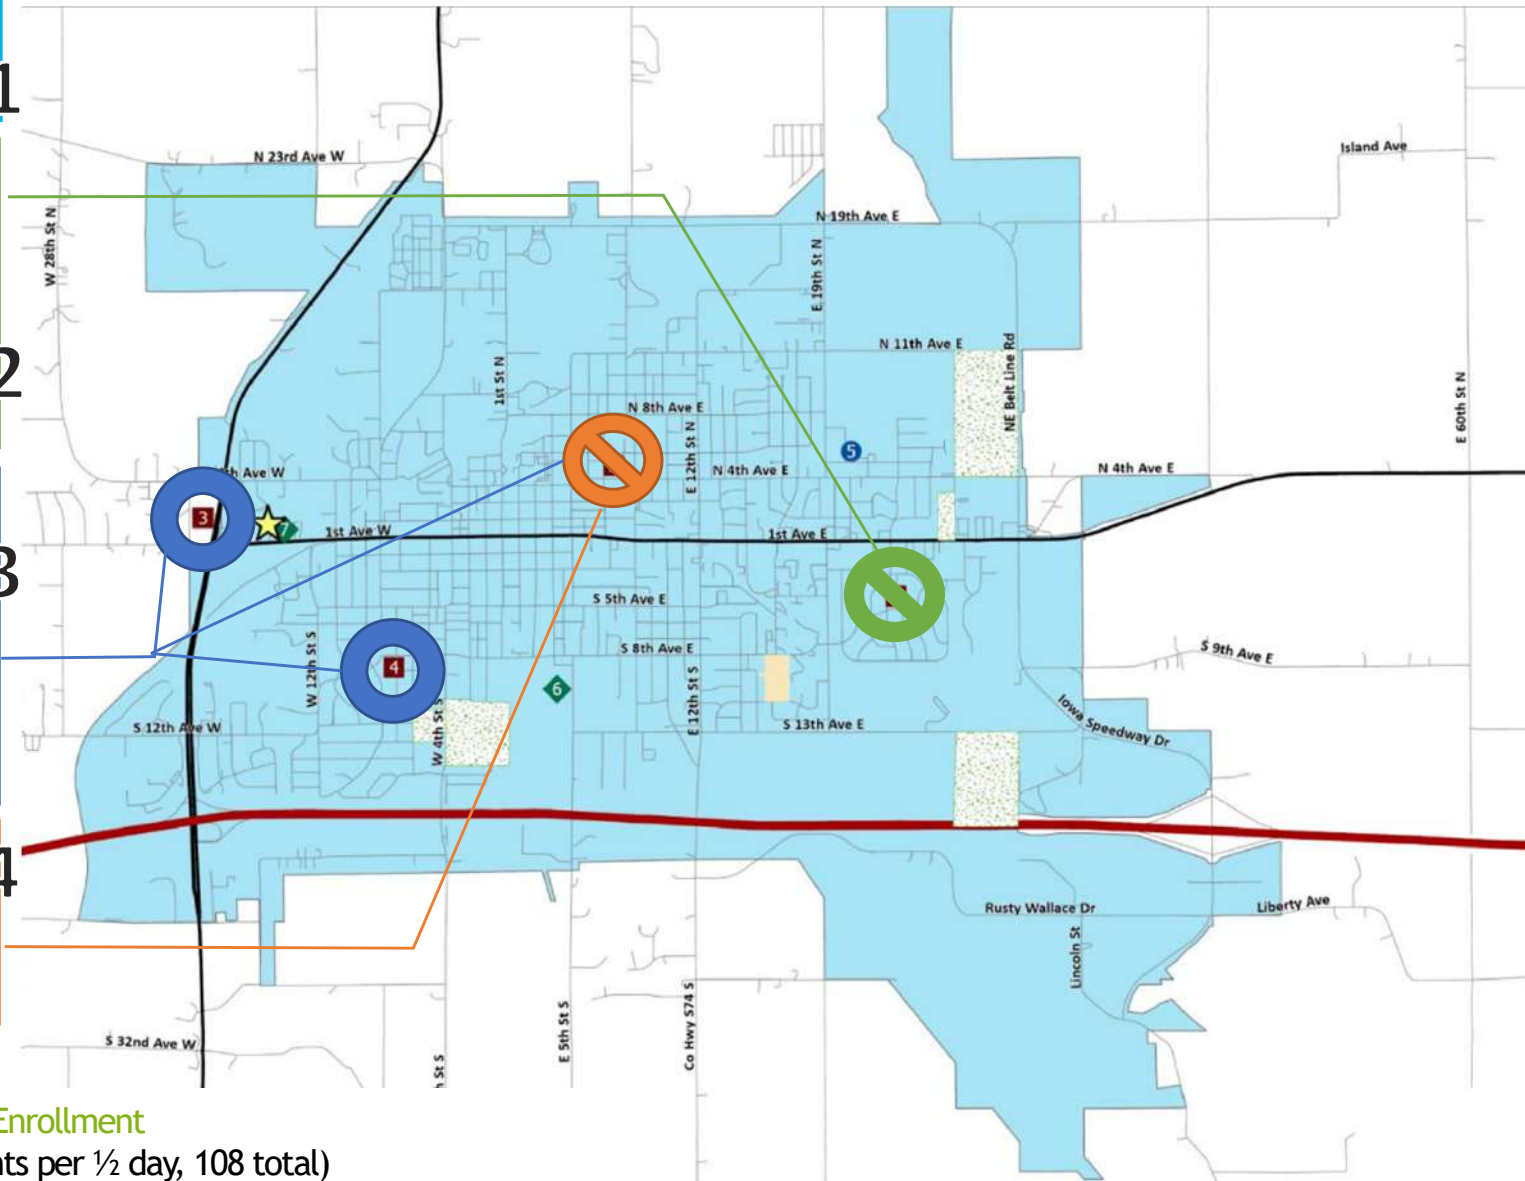 1
N 23rd Ave W
Island Ave
N 19th Ave E
W 28th St N
E 19th St N
N 11th Ave E
NE Belt Line Rd
2
1st St N
E 60th St N
N 8th Ave E
E 12th St N
5
N 4th Ave E
N 4th Ave E
Ave W
3
7
1st Ave W
1st Ave E
3
S 5th Ave E
S 8th Ave E
S 9th Ave E
W 12th St S
4
6
E 12th St S
Iowa Speedway Dr
S 12th Ave W
W 4th St S
S 13th Ave E
4
Rusty Wallace Dr
Liberty Ave
Lincoln St
E 5th St S
Co Hwy S74 S
S 32nd Ave W
St S
Enrollment
per ½ day, 108 total)